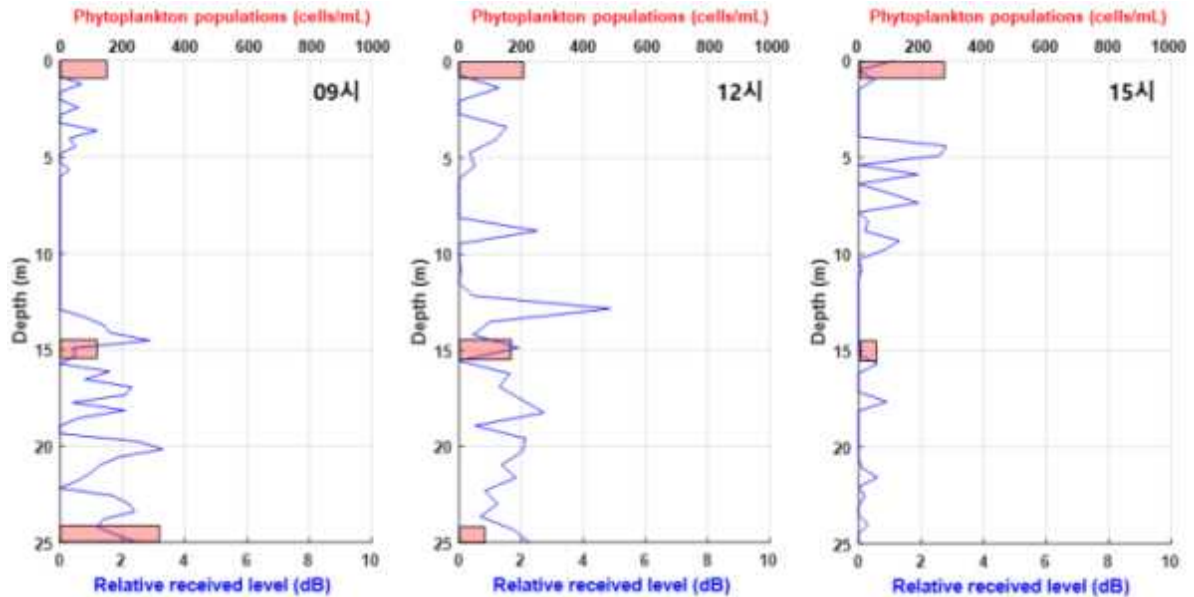 Phytoplankton populations (cells/mL)
0 200 400 600 800 1000
0
5
10
15
20
25
Depth (m)
09시
0 2 4 6 8 10
Relative received level (dB)
Phytoplankton populations (cells/mL)
0 200 400 600 800 1000
0
5
10
15
20
25
Depth (m)
12시
0 2 4 6 8 10
Relative received level (dB)
Phytoplankton populations (cells/mL)
0 200 400 600 800 1000
0
5
10
15
20
25
Depth (m)
15시
0 2 4 6 8 10
Relative received level (dB)